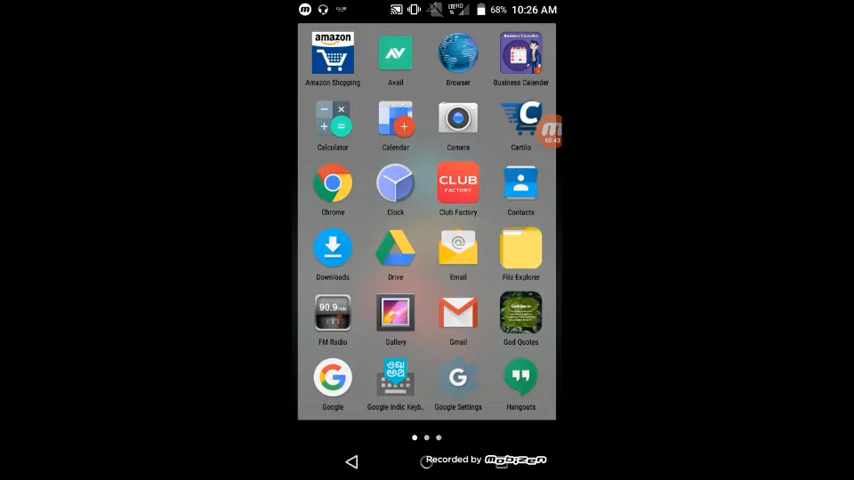 68% 10:26 AM
amazon
Amazon Shopping
Avail
Browser
Business Calender
Calculator
Calendar
Camera
C
Cartilo
00:43
CLUB
FACTORY
Chrome
Clock
Club Factory
Contacts
Downloads
Drive
@
Email
File Explorer
90.9
FM Radio
Gallery
Gmail
God Quotes
G
Google
Google Indic Keyb..
Google Settings
Hangouts
Recorded by mobizen